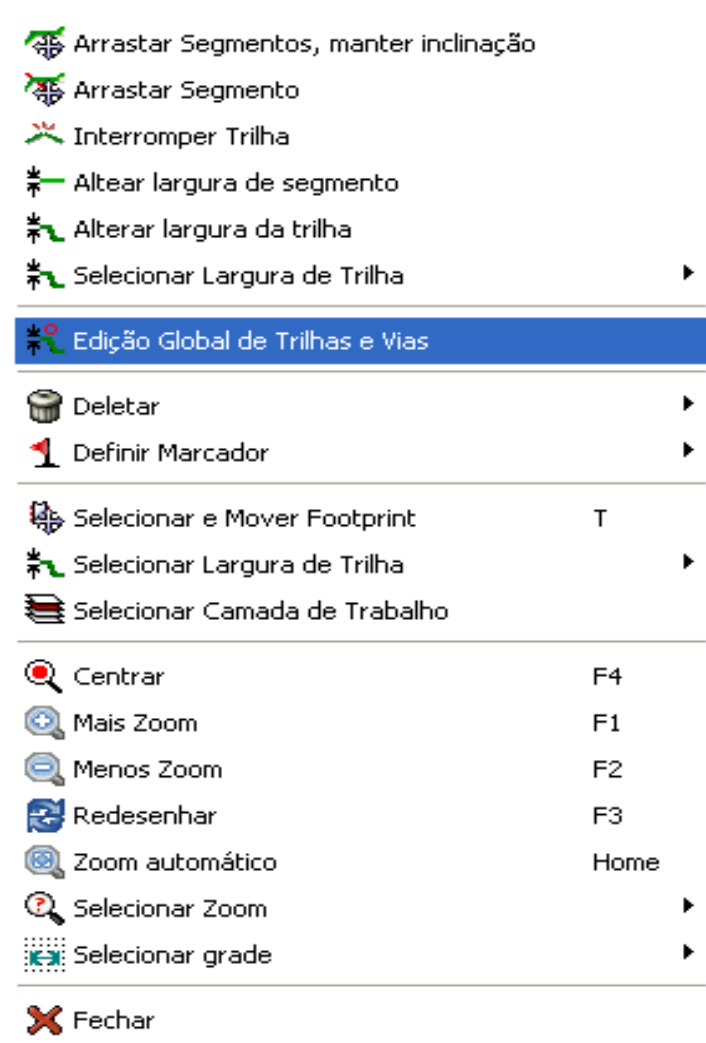 Arrastar Segmentos, manter inclinação
Arrastar Segmento
Interromper Trilha
Altear largura de segmento
Alterar largura da trilha
Selecionar Largura de Trilha
Edição Global de Trilhas e Vias
Deletar
Definir Marcador
Selecionar e Mover Footprint T
Selecionar Largura de Trilha
Selecionar Camada de Trabalho
Centrar F4
Mais Zoom F1
Menos Zoom F2
Redesenhar F3
Zoom automático Home
Selecionar Zoom
Selecionar grade
Fechar